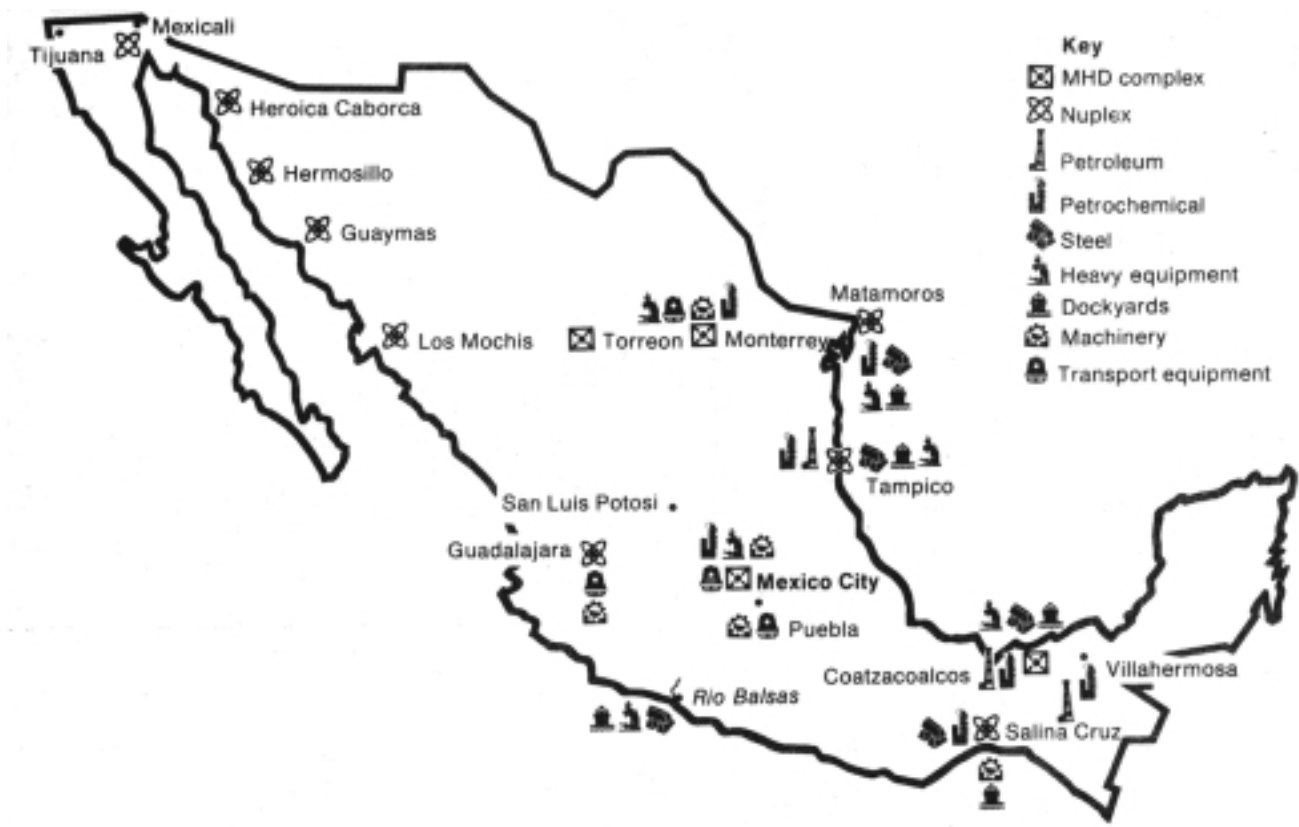 Mexicali
Tijuana
Heroica Caborca
Hermosillo
Guaymas
Los Mochis
Torreon
Monterrey
Matamoros
Tampico
San Luis Potosi
Guadalajara
Mexico City
Puebla
Rio Balsas
Coatzacoalcos
Villahermosa
Salina Cruz
Key
MHD complex
Nuplex
Petroleum
Petrochemical
Steel
Heavy equipment
Dockyards
Machinery
Transport equipment